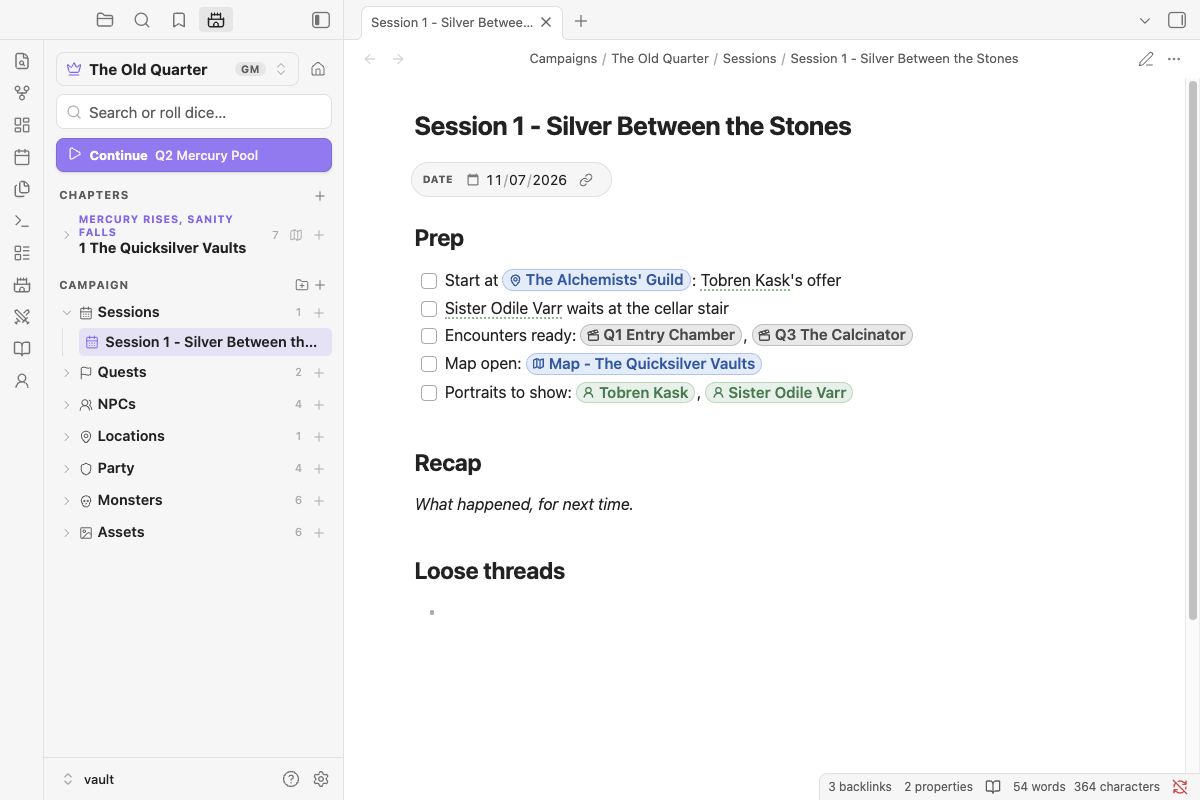 Session 1 - Silver Betwee...
The Old Quarter GM
Search or roll dice...
Continue Q2 Mercury Pool
CHAPTERS
MERCURY RISES, SANITY
FALLS
1 The Quicksilver Vaults 7
CAMPAIGN
Sessions 1
Session 1 - Silver Between th...
Quests 2
NPCs 4
Locations 1
Party 4
Monsters 6
Assets 6
vault
Campaigns / The Old Quarter / Sessions / Session 1 - Silver Between the Stones
Session 1 - Silver Between the Stones
DATE 11/07/2026
Prep
Start at The Alchemists' Guild : Tobren Kask's offer
Sister Odile Varr waits at the cellar stair
Encounters ready: Q1 Entry Chamber , Q3 The Calcinator
Map open: Map - The Quicksilver Vaults
Portraits to show: Tobren Kask , Sister Odile Varr
Recap
What happened, for next time.
Loose threads
3 backlinks 2 properties 54 words 364 characters